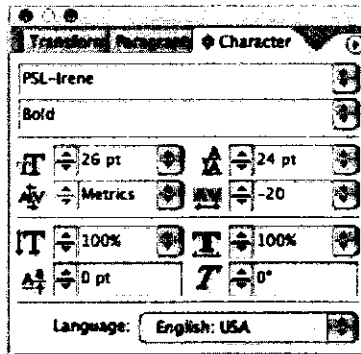 Transform Paragraph Character
PSL-Irene
Bold
26 pt 24 pt
Metrics -20
100% 100%
0 pt 0°
Language: English: USA